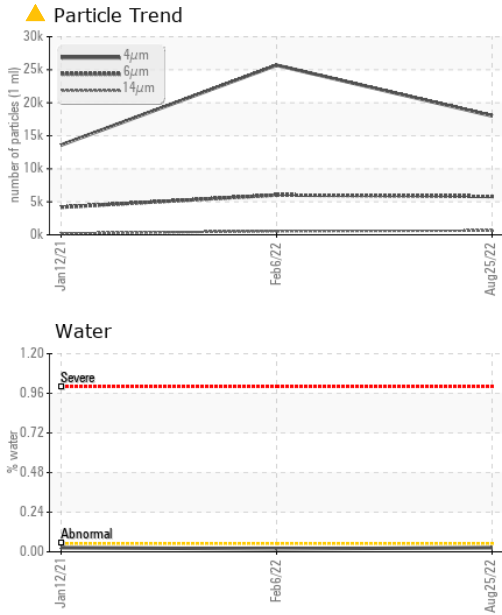 Particle Trend
30k
25k
20k
15k
10k
5k
0k
number of particles (1 ml)
4μm
6μm
14μm
Jan12/21
Feb6/22
Aug25/22
Water
1.20
0.96
0.72
0.48
0.24
0.00
% water
Severe
Abnormal
Jan12/21
Feb6/22
Aug25/22